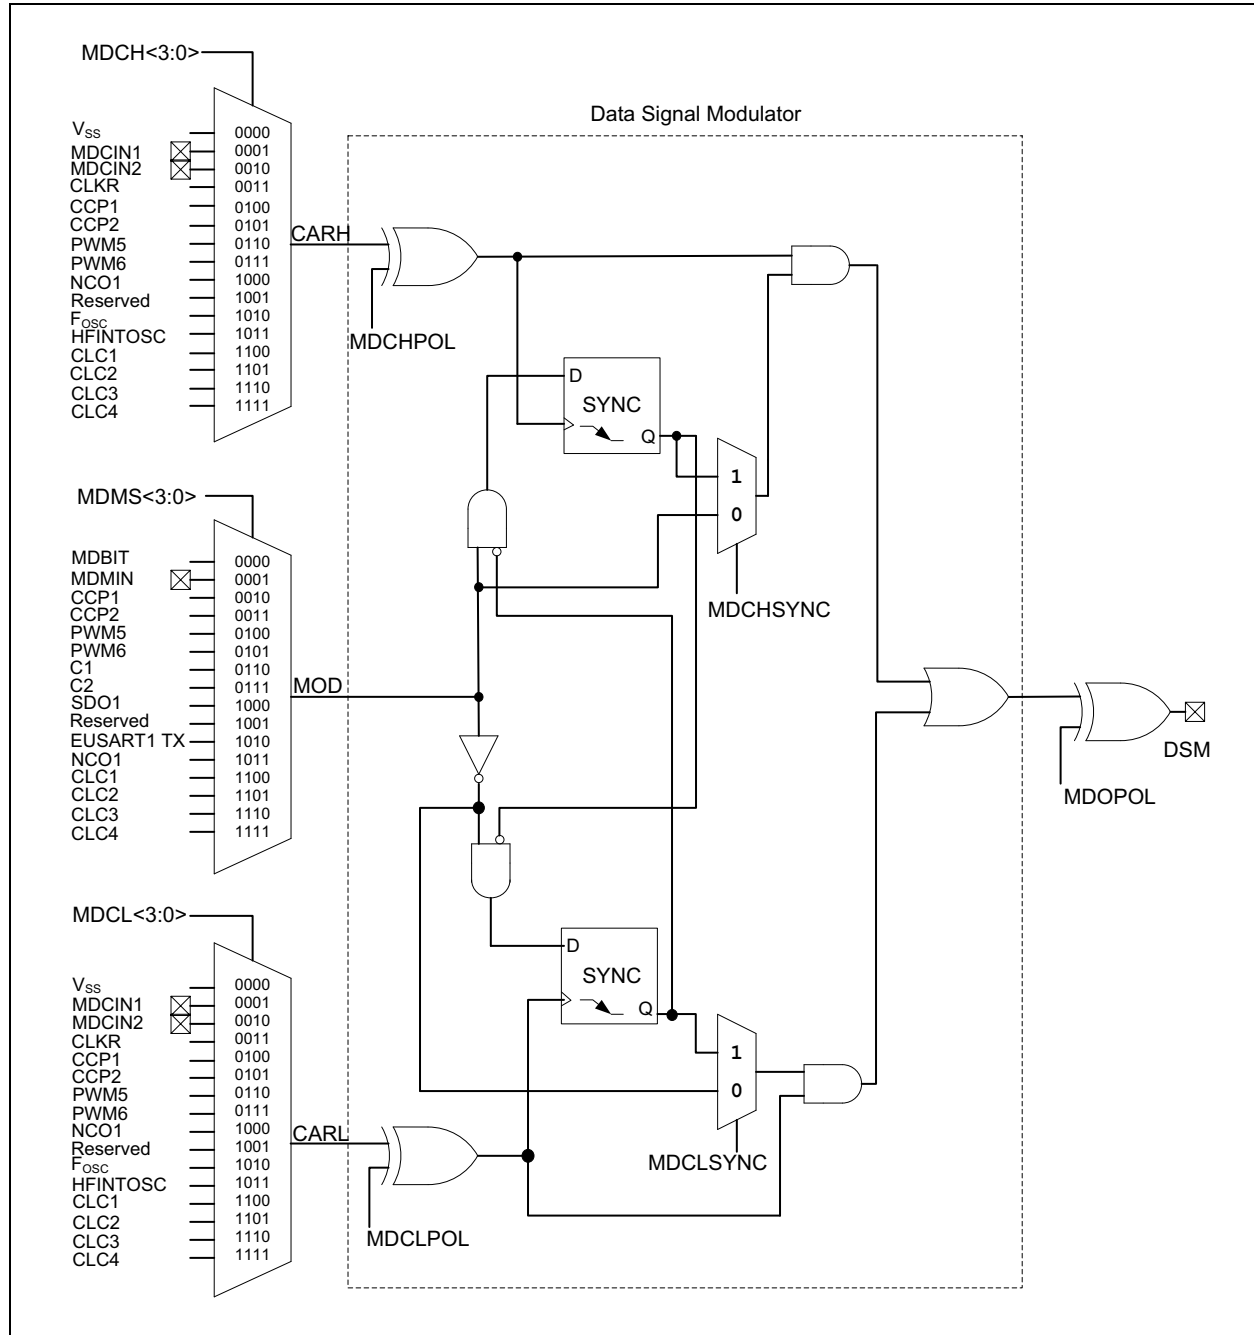 MDCH<3:0>
Data Signal Modulator
VSS 0000
MDCIN1 0001
MDCIN2 0010
CLKR 0011
CCP1 0100
CCP2 0101
PWM5 0110
PWM6 0111
NCO1 1000
Reserved 1001
FOSC 1010
HFINTOSC 1011
CLC1 1100
CLC2 1101
CLC3 1110
CLC4 1111
CARH
MDCHPOL
D
SYNC
Q
1
0
MDCHSYNC
MDMS<3:0>
MDBIT 0000
MDMIN 0001
CCP1 0010
CCP2 0011
PWM5 0100
PWM6 0101
C1 0110
C2 0111
SDO1 1000
Reserved 1001
EUSART1 TX 1010
NCO1 1011
CLC1 1100
CLC2 1101
CLC3 1110
CLC4 1111
MOD
DSM
MDOPOL
MDCL<3:0>
VSS 0000
MDCIN1 0001
MDCIN2 0010
CLKR 0011
CCP1 0100
CCP2 0101
PWM5 0110
PWM6 0111
NCO1 1000
Reserved 1001
FOSC 1010
HFINTOSC 1011
CLC1 1100
CLC2 1101
CLC3 1110
CLC4 1111
CARL
MDCLPOL
D
SYNC
Q
1
0
MDCLSYNC